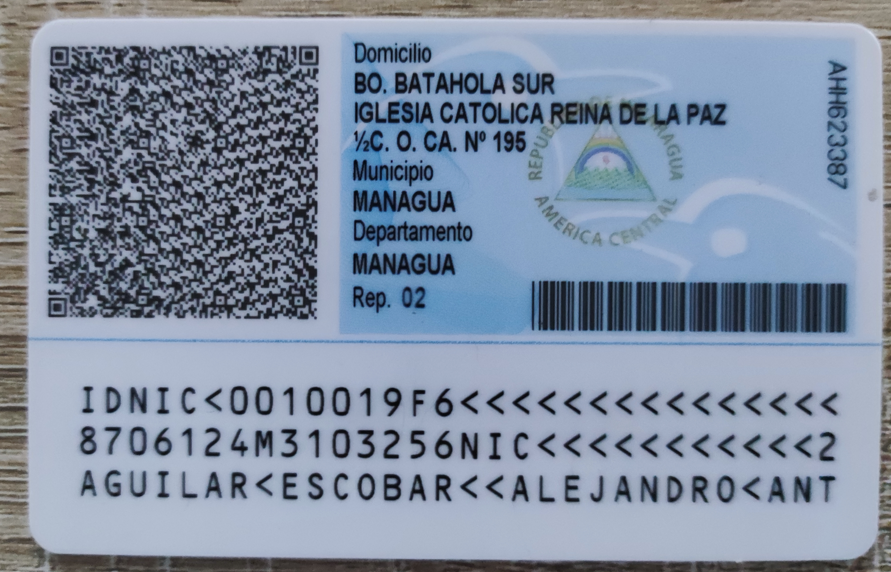 Domicilio
BO. BATAHOLA SUR
IGLESIA CATOLICA REINA DE LA PAZ
½C. O. CA. Nº 195
Municipio
MANAGUA
Departamento
MANAGUA
Rep. 02
AHH623387
REPUBLICA DE NICARAGUA
AMERICA CENTRAL
IDNIC<0010019F6<<<<<<<<<<<<<<<
8706124M3103256NIC<<<<<<<<<<<2
AGUILAR<ESCOBAR<<ALEJANDRO<ANT